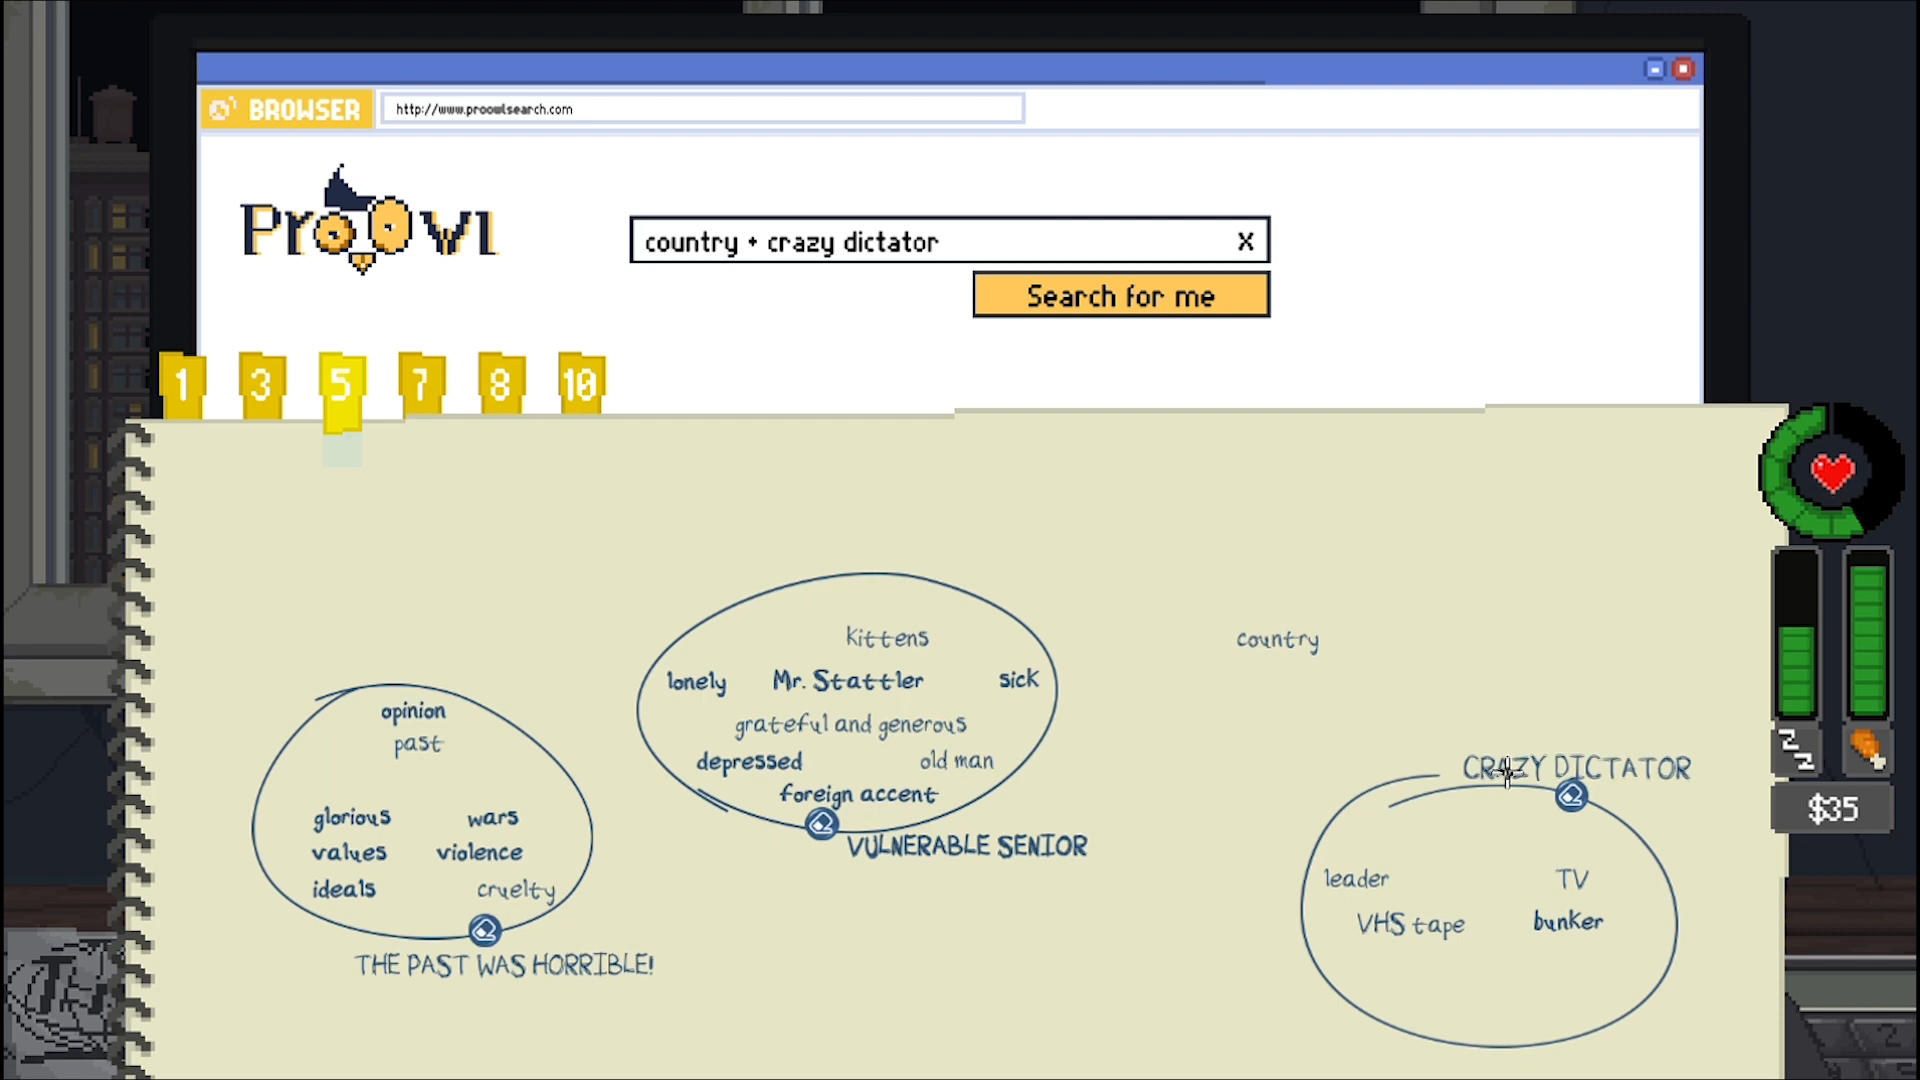 BROWSER
http://www.proowlsearch.com
PrOOwl
country + crazy dictator X
Search for me
1 3 5 7 8 10
kittens
country
lonely Mr. Stattler sick
opinion
grateful and generous
past
depressed old man
CRAZY DICTATOR
foreign accent
glorious wars
VULNERABLE SENIOR
values violence
leader TV
ideals cruelty
VHS tape bunker
THE PAST WAS HORRIBLE!
$35